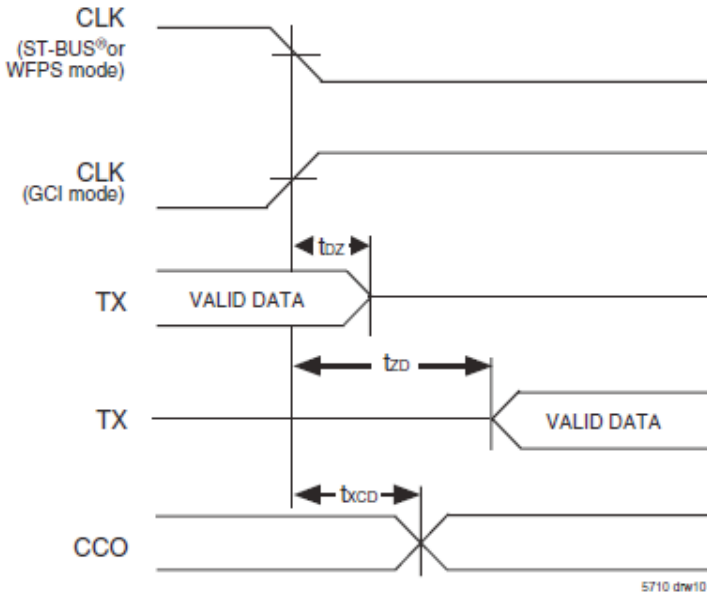 CLK
(ST-BUS®or
WFPS mode)
CLK
(GCI mode)
tDZ
TX VALID DATA
tZD
TX VALID DATA
tXCD
CCO
5710 drw10